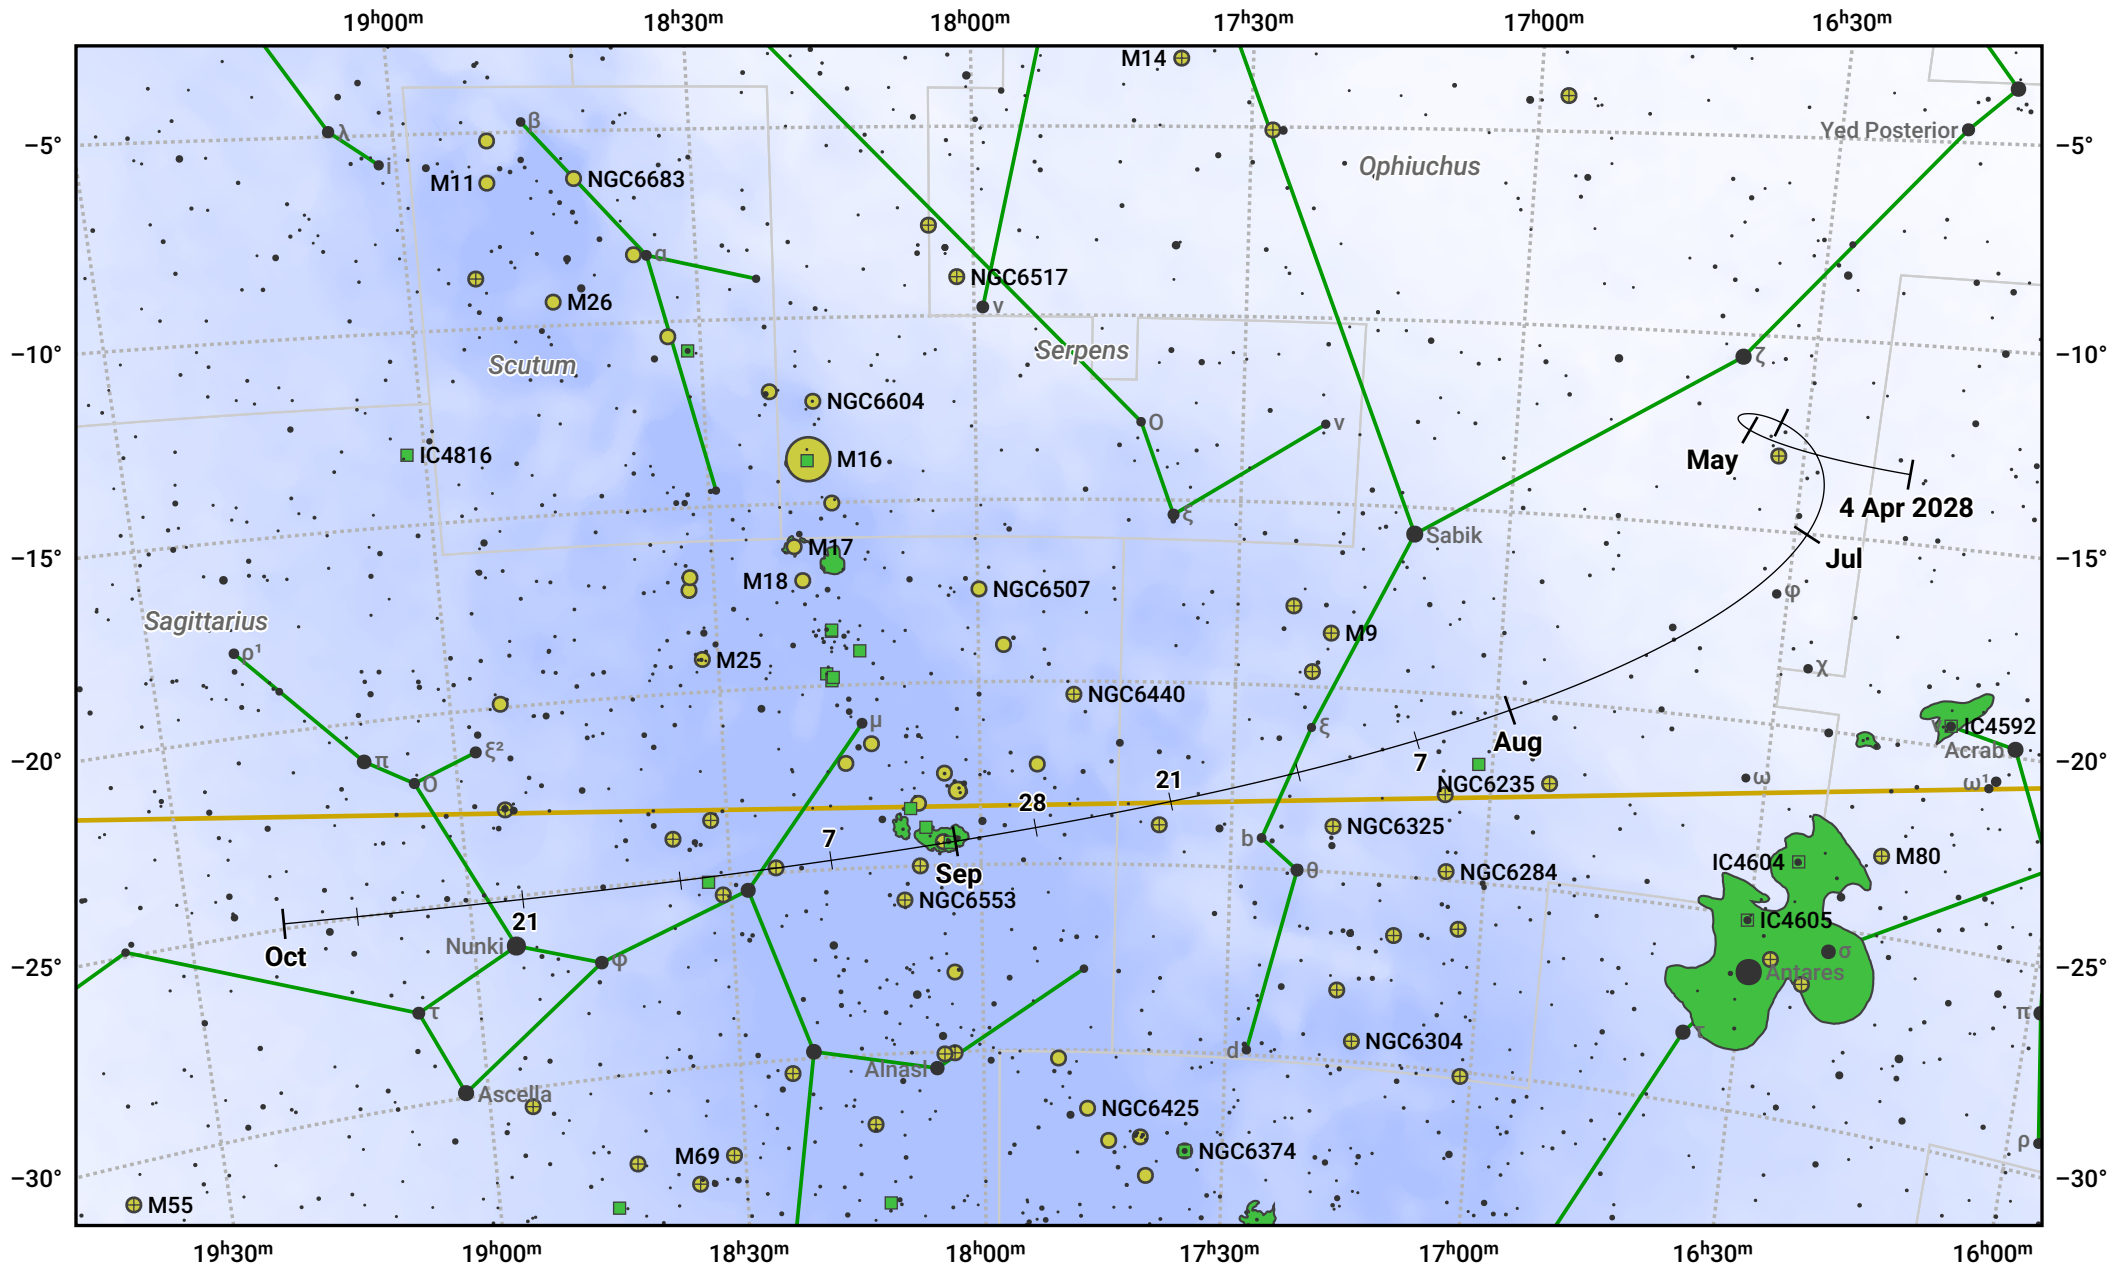 19ʰ00ᵐ 18ʰ30ᵐ 18ʰ00ᵐ 17ʰ30ᵐ 17ʰ00ᵐ 16ʰ30ᵐ
M14
λ
β
Yed Posterior
−5° −5°
i
Ophiuchus
M11
NGC6683
α
NGC6517
M26
ν
Serpens
−10° −10°
ζ
Scutum
NGC6604
ο
ν
IC4816
M16
May
4 Apr 2028
ξ
Sabik
M17
−15° −15°
Jul
M18
NGC6507
φ
Sagittarius
M9
ρ¹
M25
χ
NGC6440
μ
ξ
γ
IC4592
Aug
ξ²
Acrab
π
7
−20° −20°
21
ω
ο
NGC6235
ω¹
28
NGC6325
7
b
M80
IC4604
Sep
θ
NGC6284
NGC6553
21
IC4605
Nunki
Oct
φ
σ
−25° −25°
Antares
τ
π
τ
NGC6304
d
Alnasl
Ascella
NGC6425
ρ
NGC6374
M69
−30° −30°
M55
19ʰ30ᵐ 19ʰ00ᵐ 18ʰ30ᵐ 18ʰ00ᵐ 17ʰ30ᵐ 17ʰ00ᵐ 16ʰ30ᵐ 16ʰ00ᵐ